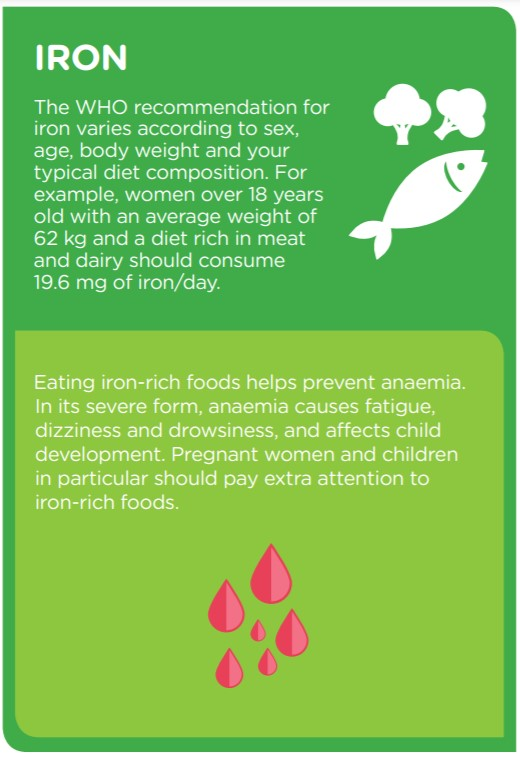 IRON
The WHO recommendation for
iron varies according to sex,
age, body weight and your
typical diet composition. For
example, women over 18 years
old with an average weight of
62 kg and a diet rich in meat
and dairy should consume
19.6 mg of iron/day.
Eating iron-rich foods helps prevent anaemia.
In its severe form, anaemia causes fatigue,
dizziness and drowsiness, and affects child
development. Pregnant women and children
in particular should pay extra attention to
iron-rich foods.